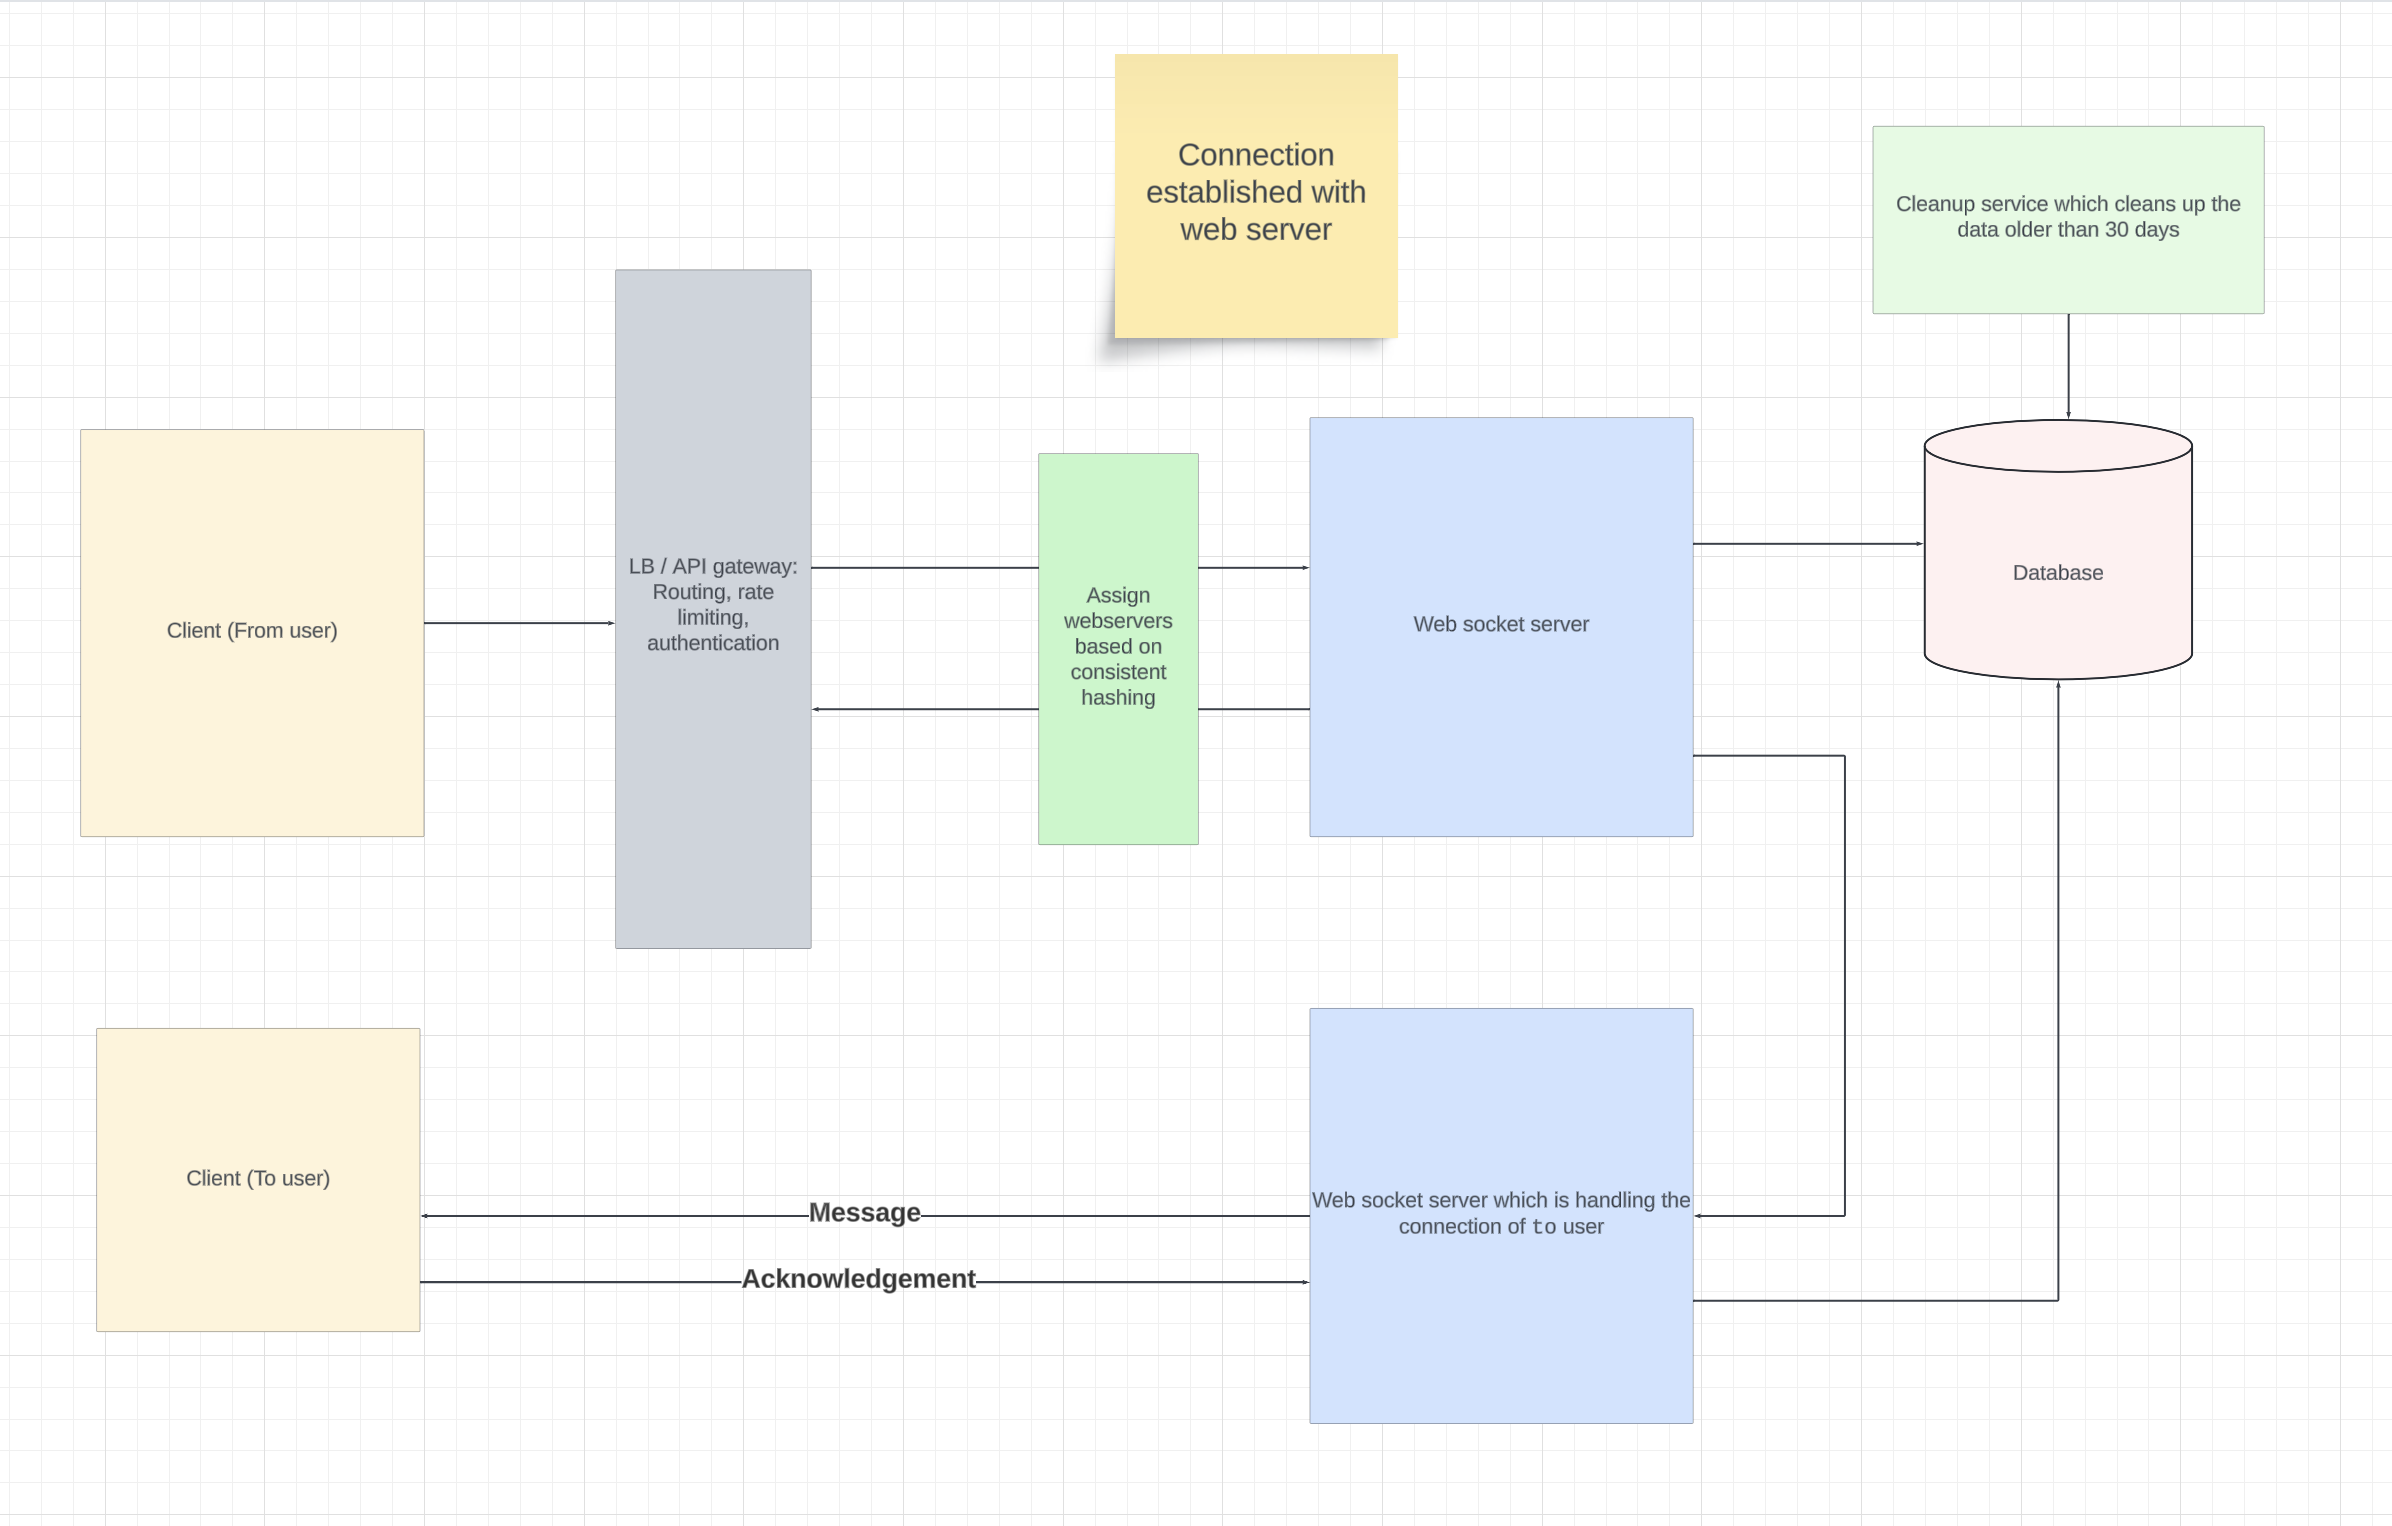 Connection
established with
web server
Cleanup service which cleans up the
data older than 30 days
Client (From user)
LB / API gateway:
Routing, rate
limiting,
authentication
Assign
webservers
based on
consistent
hashing
Web socket server
Database
Client (To user)
Message
Acknowledgement
Web socket server which is handling the
connection of to user